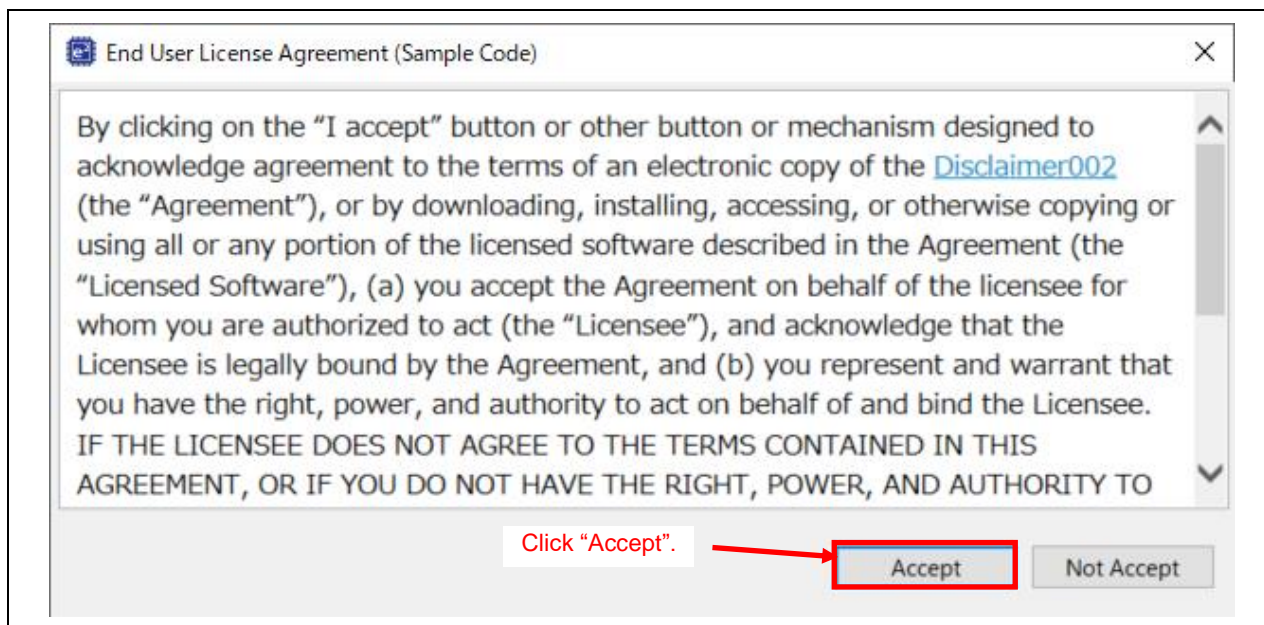 End User License Agreement (Sample Code)
By clicking on the “I accept” button or other button or mechanism designed to
acknowledge agreement to the terms of an electronic copy of the Disclaimer002
(the “Agreement”), or by downloading, installing, accessing, or otherwise copying or
using all or any portion of the licensed software described in the Agreement (the
“Licensed Software”), (a) you accept the Agreement on behalf of the licensee for
whom you are authorized to act (the “Licensee”), and acknowledge that the
Licensee is legally bound by the Agreement, and (b) you represent and warrant that
you have the right, power, and authority to act on behalf of and bind the Licensee.
IF THE LICENSEE DOES NOT AGREE TO THE TERMS CONTAINED IN THIS
AGREEMENT, OR IF YOU DO NOT HAVE THE RIGHT, POWER, AND AUTHORITY TO
Click “Accept”.
Accept
Not Accept